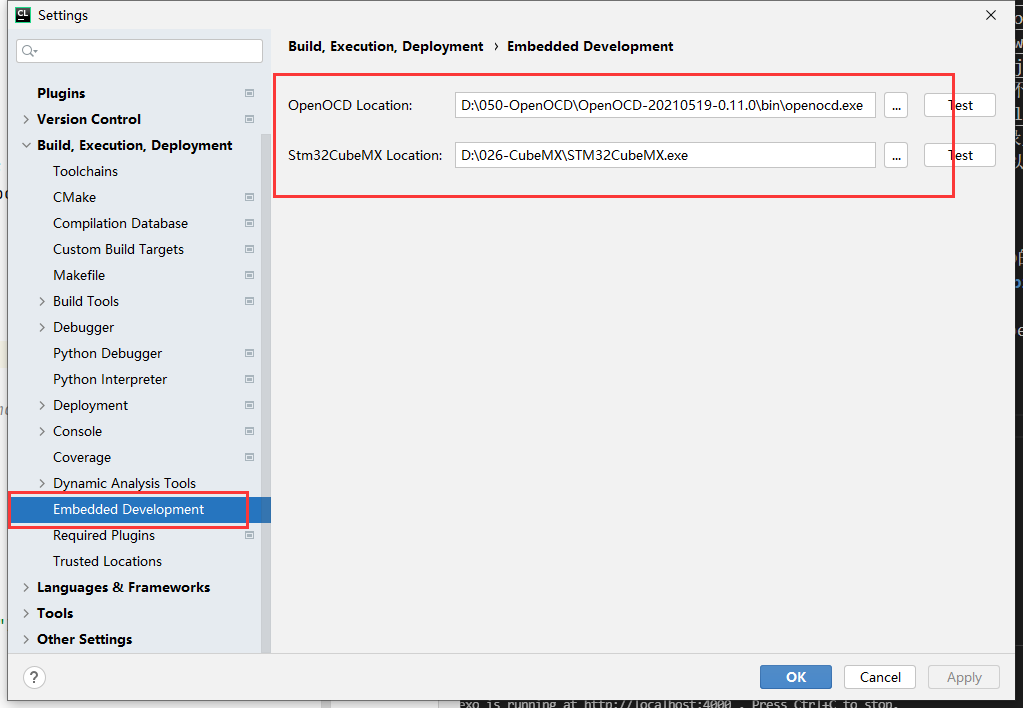 CL
Settings
Build, Execution, Deployment › Embedded Development
Plugins
Version Control
Build, Execution, Deployment
Toolchains
CMake
Compilation Database
Custom Build Targets
Makefile
Build Tools
Debugger
Python Debugger
Python Interpreter
Deployment
Console
Coverage
Dynamic Analysis Tools
Embedded Development
Required Plugins
Trusted Locations
Languages & Frameworks
Tools
Other Settings
OpenOCD Location: D:\050-OpenOCD\OpenOCD-20210519-0.11.0\bin\openocd.exe ... Test
Stm32CubeMX Location: D:\026-CubeMX\STM32CubeMX.exe ... Test
? OK Cancel Apply
is running at http://localhost:4000 . Press Ctrl+C to stop.